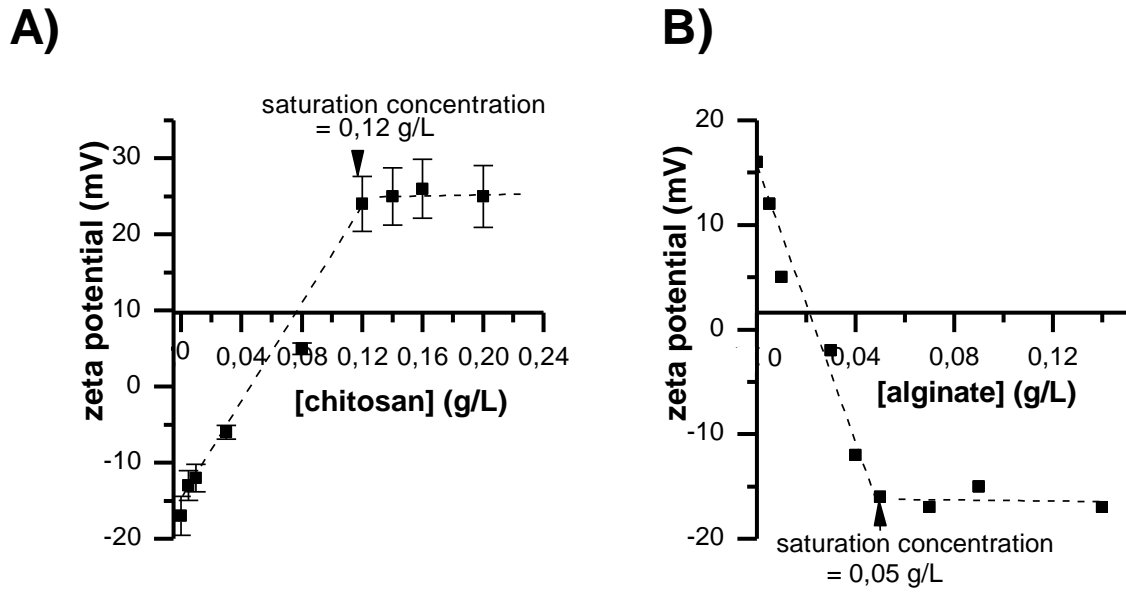 A)
saturation concentration
= 0,12 g/L
zeta potential (mV)
30
20
10
0
-10
-20
0 0,04 0,08 0,12 0,16 0,20 0,24
[chitosan] (g/L)
B)
zeta potential (mV)
20
10
0
-10
-20
0 0,04 0,08 0,12
[alginate] (g/L)
saturation concentration
= 0,05 g/L